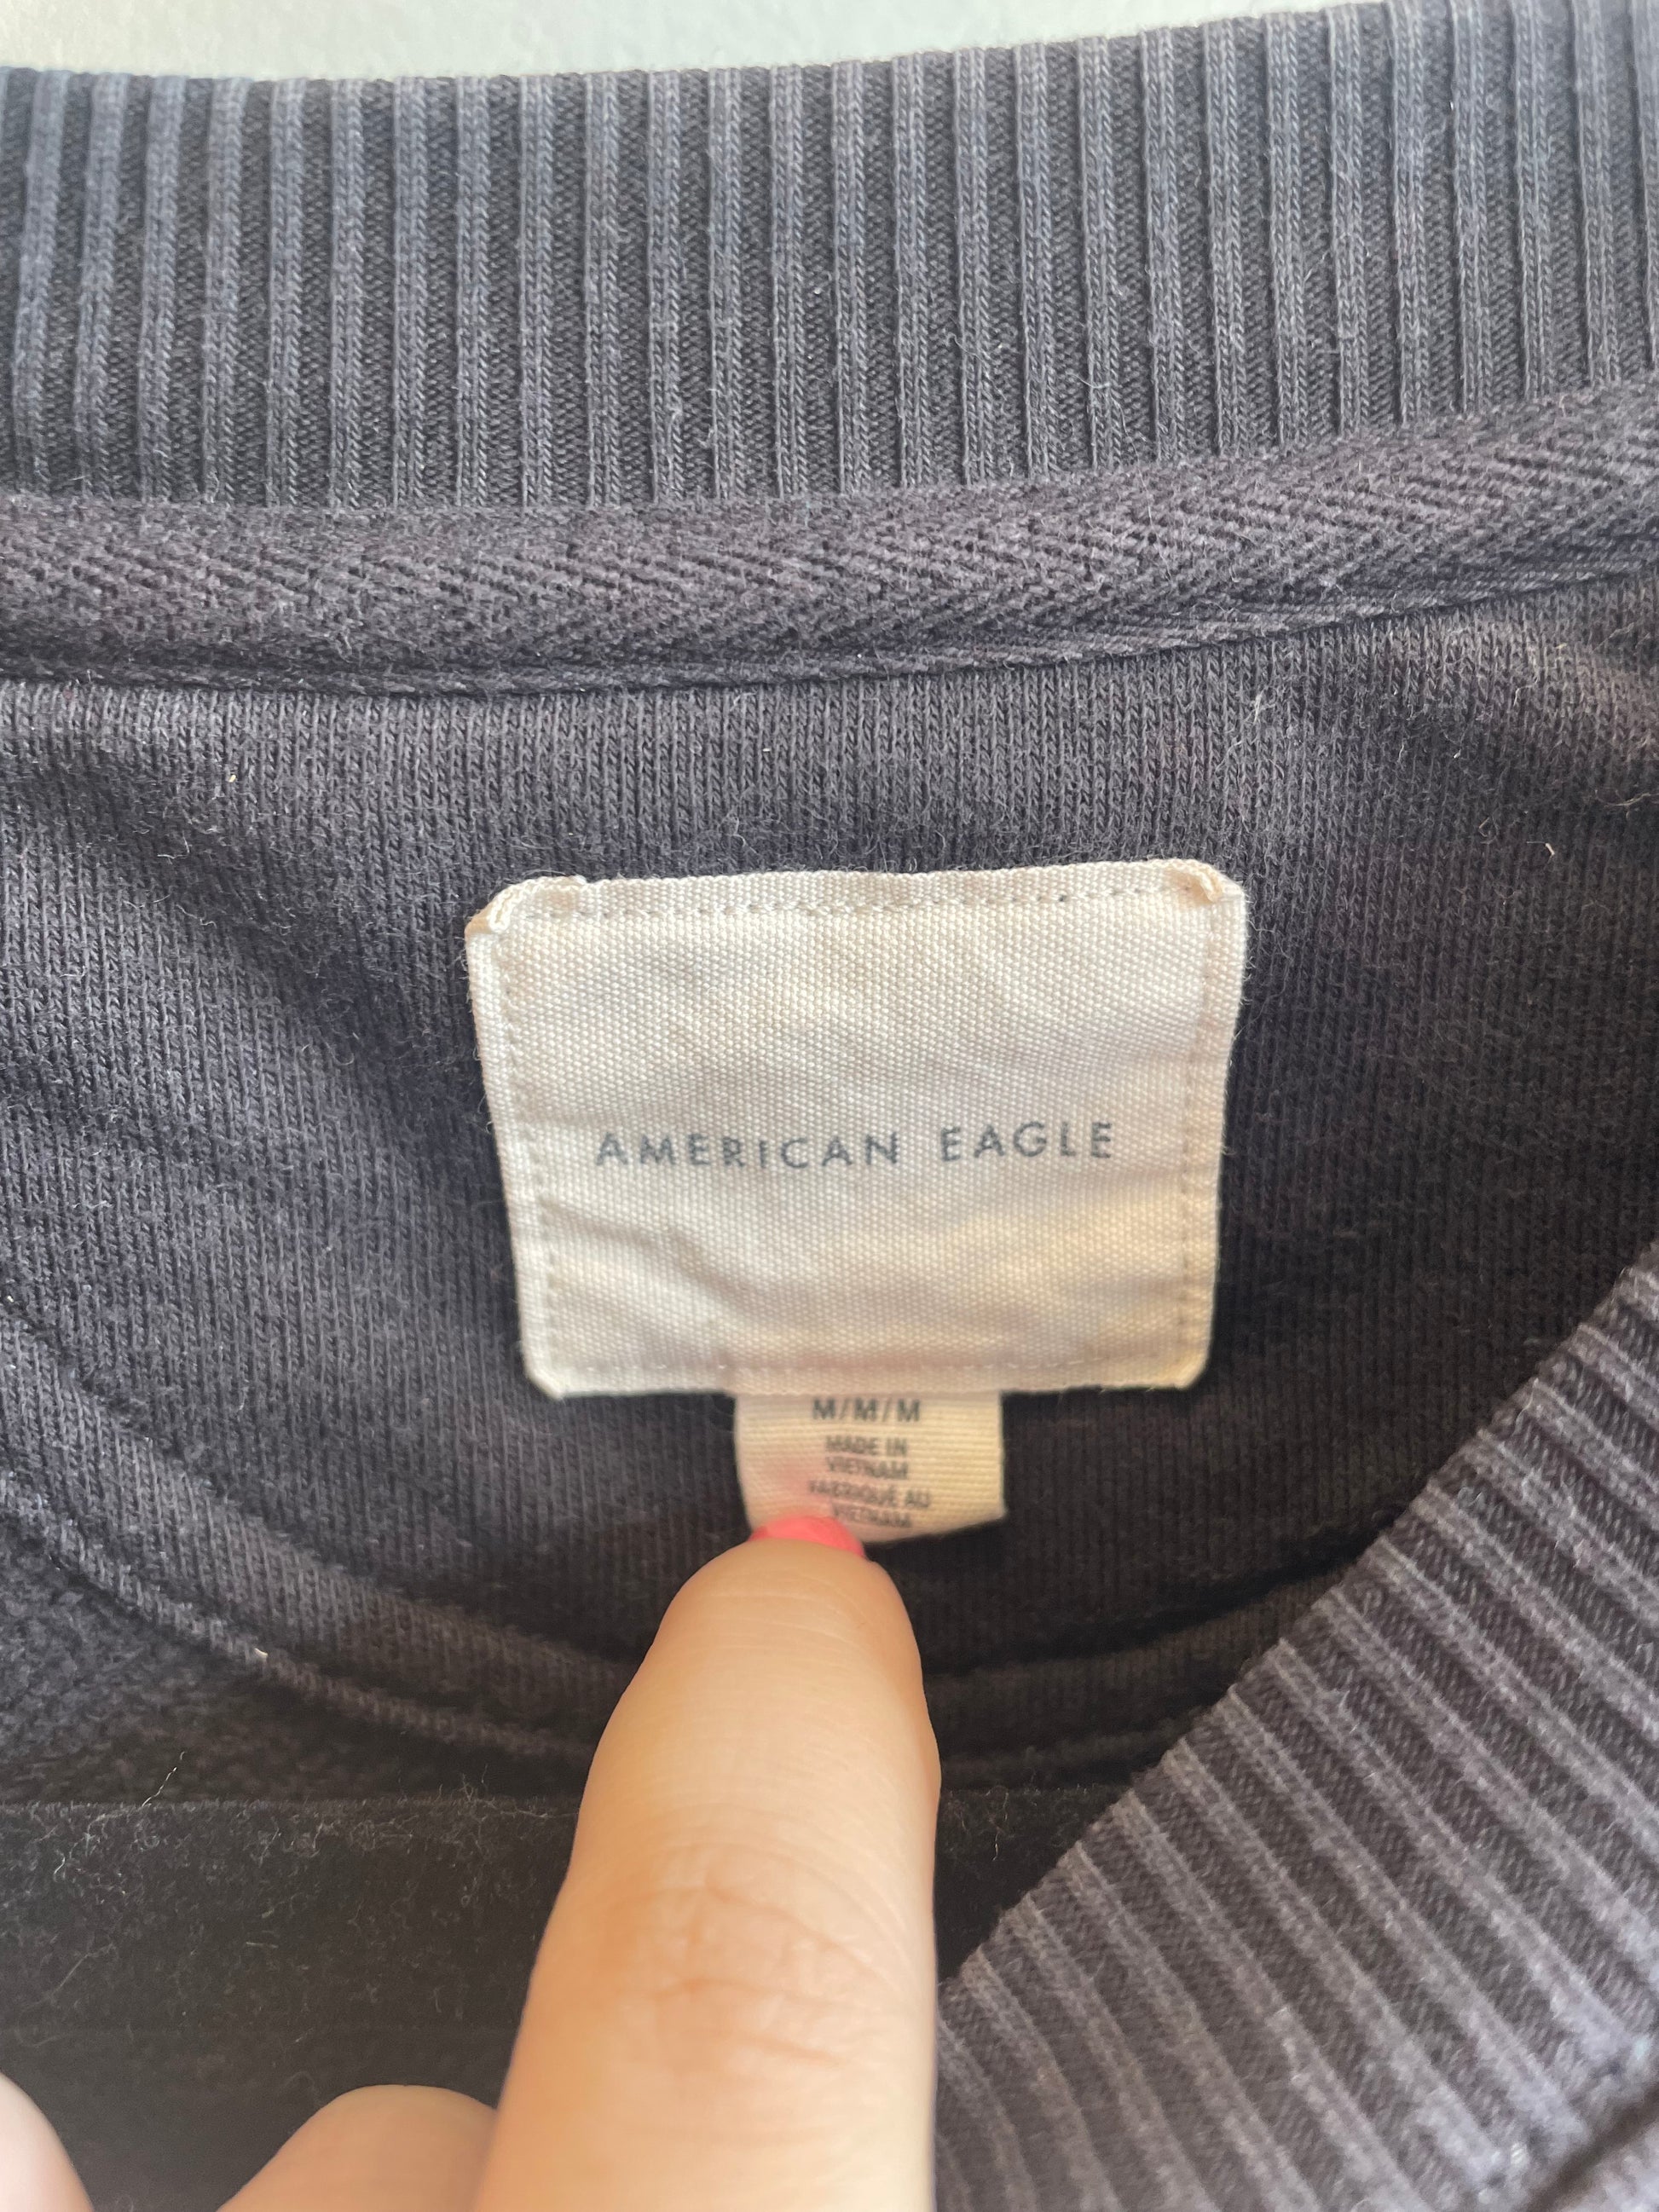 AMERICAN EAGLE
M/M/M
MADE IN
VIETNAM
FABRIQUÉ AU
VIETNAM